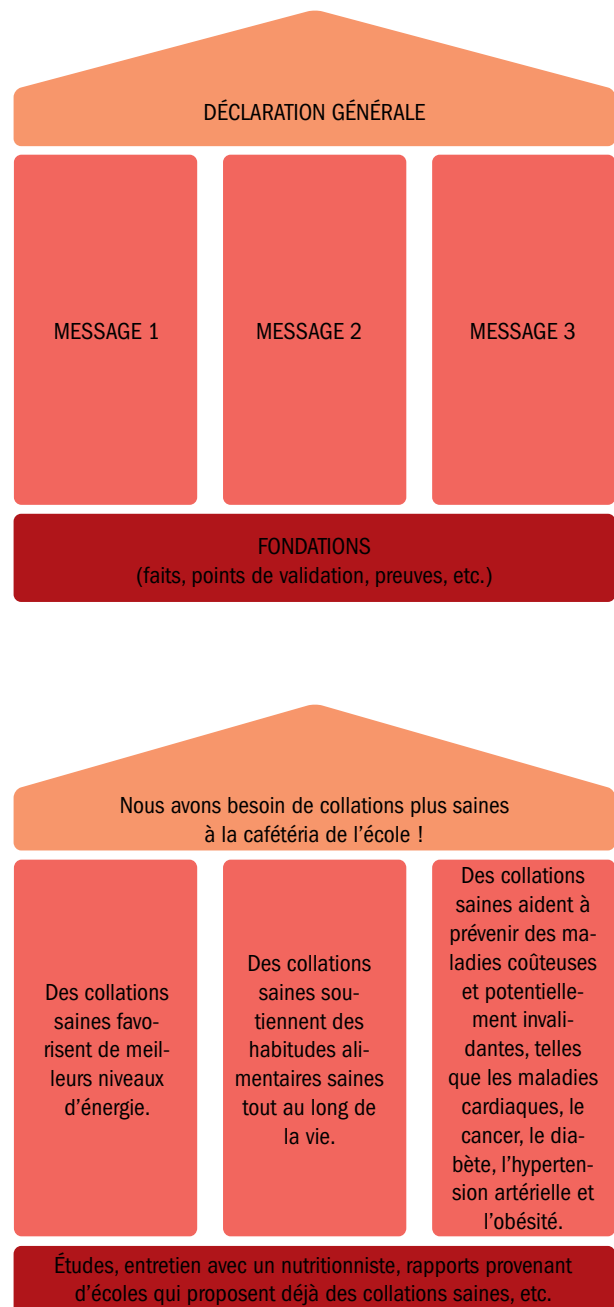 DÉCLARATION GÉNÉRALE
MESSAGE 1
MESSAGE 2
MESSAGE 3
FONDATIONS
(faits, points de validation, preuves, etc.)
Nous avons besoin de collations plus saines
à la cafétéria de l’école !
Des collations
saines favo-
risent de meil-
leurs niveaux
d’énergie.
Des collations
saines sou-
tiennent des
habitudes ali-
mentaires saines
tout au long de
la vie.
Des collations
saines aident à
prévenir des ma-
ladies coûteuses
et potentielle-
ment invali-
dantes, telles
que les maladies
cardiaques, le
cancer, le dia-
bète, l’hyperten-
sion artérielle et
l’obésité.
Études, entretien avec un nutritionniste, rapports provenant
d’écoles qui proposent déjà des collations saines, etc.